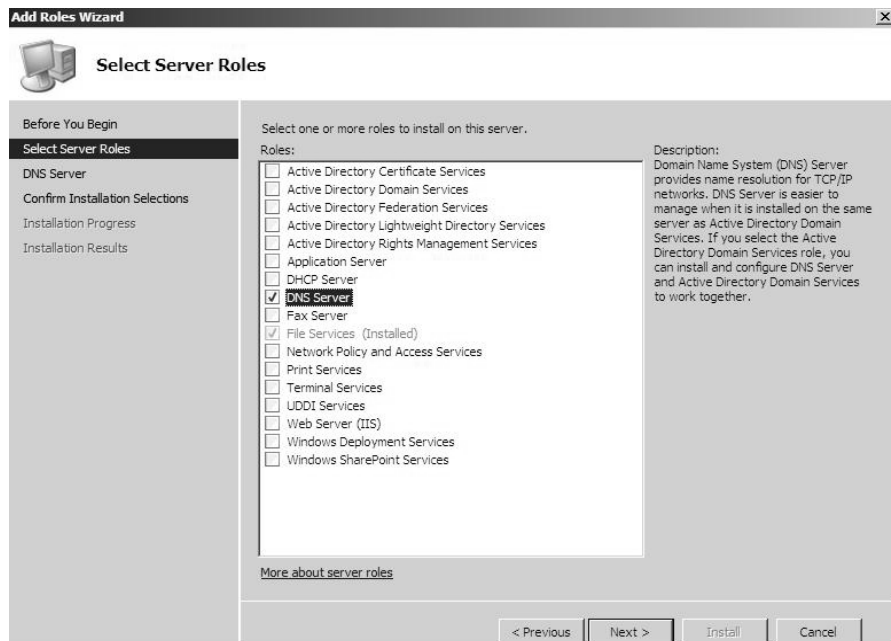 Add Roles Wizard
Select Server Roles
Before You Begin
Select Server Roles
DNS Server
Confirm Installation Selections
Installation Progress
Installation Results
Select one or more roles to install on this server.
Roles:
Active Directory Certificate Services
Active Directory Domain Services
Active Directory Federation Services
Active Directory Lightweight Directory Services
Active Directory Rights Management Services
Application Server
DHCP Server
DNS Server
Fax Server
File Services (Installed)
Network Policy and Access Services
Print Services
Terminal Services
UDDI Services
Web Server (IIS)
Windows Deployment Services
Windows SharePoint Services
More about server roles
Description:
Domain Name System (DNS) Server
provides name resolution for TCP/IP
networks. DNS Server is easier to
manage when it is installed on the same
server as Active Directory Domain
Services. If you select the Active
Directory Domain Services role, you
can install and configure DNS Server
and Active Directory Domain Services
to work together.
< Previous
Next >
Install
Cancel